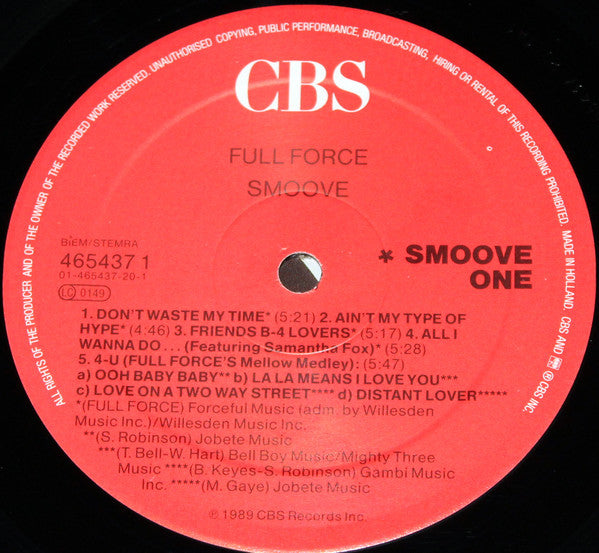 ALL RIGHTS OF THE PRODUCER AND OF THE OWNER OF THE RECORDED WORK RESERVED. UNAUTHORISED COPYING, PUBLIC PERFORMANCE, BROADCASTING, HIRING OR RENTAL OF THIS RECORDING PROHIBITED. MADE IN HOLLAND. CBS AND ℗ CBS INC.
CBS
FULL FORCE
SMOOVE
BIEM/STEMRA
465437 1
01-465437-20-1
LC 0149
* SMOOVE
ONE
1. DON'T WASTE MY TIME* (5:21) 2. AIN'T MY TYPE OF
HYPE* (4:46) 3. FRIENDS B-4 LOVERS* (5:17) 4. ALL I
WANNA DO . . . (Featuring Samantha Fox)* (5:28)
5. 4-U (FULL FORCE'S Mellow Medley): (5:47)
a) OOH BABY BABY** b) LA LA MEANS I LOVE YOU***
c) LOVE ON A TWO WAY STREET**** d) DISTANT LOVER*****
*(FULL FORCE) Forceful Music (adm. by Willesden
Music Inc.)/Willesden Music Inc.
**(S. Robinson) Jobete Music
***(T. Bell-W. Hart) Bell Boy Music/Mighty Three
Music ****(B. Keyes-S. Robinson) Gambi Music
Inc. *****(M. Gaye) Jobete Music
℗ 1989 CBS Records Inc.